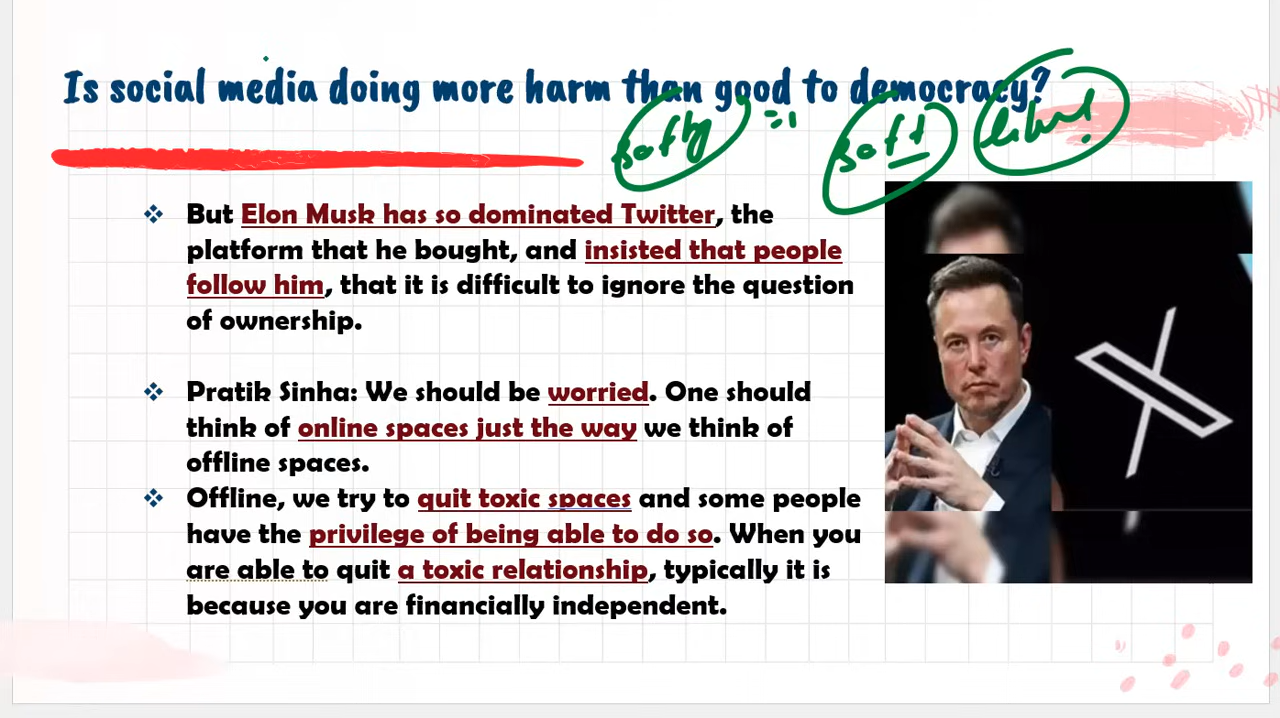 Is social media doing more harm than good to democracy?
But Elon Musk has so dominated Twitter, the
platform that he bought, and insisted that people
follow him, that it is difficult to ignore the question
of ownership.
Pratik Sinha: We should be worried. One should
think of online spaces just the way we think of
offline spaces.
Offline, we try to quit toxic spaces and some people
have the privilege of being able to do so. When you
are able to quit a toxic relationship, typically it is
because you are financially independent.